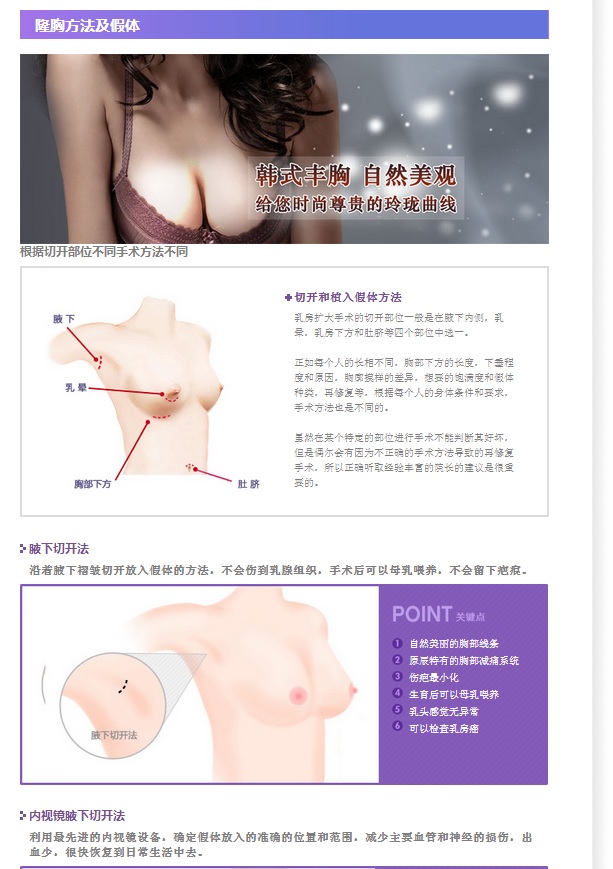 隆胸方法及假体
韩式丰胸 自然美观
给您时尚尊贵的玲珑曲线
根据切开部位不同手术方法不同
腋下
乳晕
胸部下方
肚脐
切开和植入假体方法
乳房扩大手术的切开部位一般是在腋下内侧，乳
晕，乳房下方和肚脐等四个部位中选一。
正如每个人的长相不同，胸部下方的长度，下垂程
度和原因，胸廓摸样的差异，想要的饱满度和假体
种类，再修复等，根据每个人的身体条件和要求，
手术方法也是不同的。
虽然在某个特定的部位进行手术不能判断其好坏，
但是偶尔会有因为不正确的手术方法导致的再修复
手术，所以正确听取经验丰富的院长的建议是很重
要的。
腋下切开法
沿着腋下褶皱切开放入假体的方法，不会伤到乳腺组织，手术后可以母乳喂养，不会留下疤痕。
腋下切开法
POINT 关键点
1 自然美丽的胸部线条
2 原辰特有的胸部减痛系统
3 伤疤最小化
4 生育后可以母乳喂养
5 乳头感觉无异常
6 可以检查乳房癌
内视镜腋下切开法
利用最先进的内视镜设备，确定假体放入的准确的位置和范围，减少主要血管和神经的损伤，出
血少，很快恢复到日常生活中去。